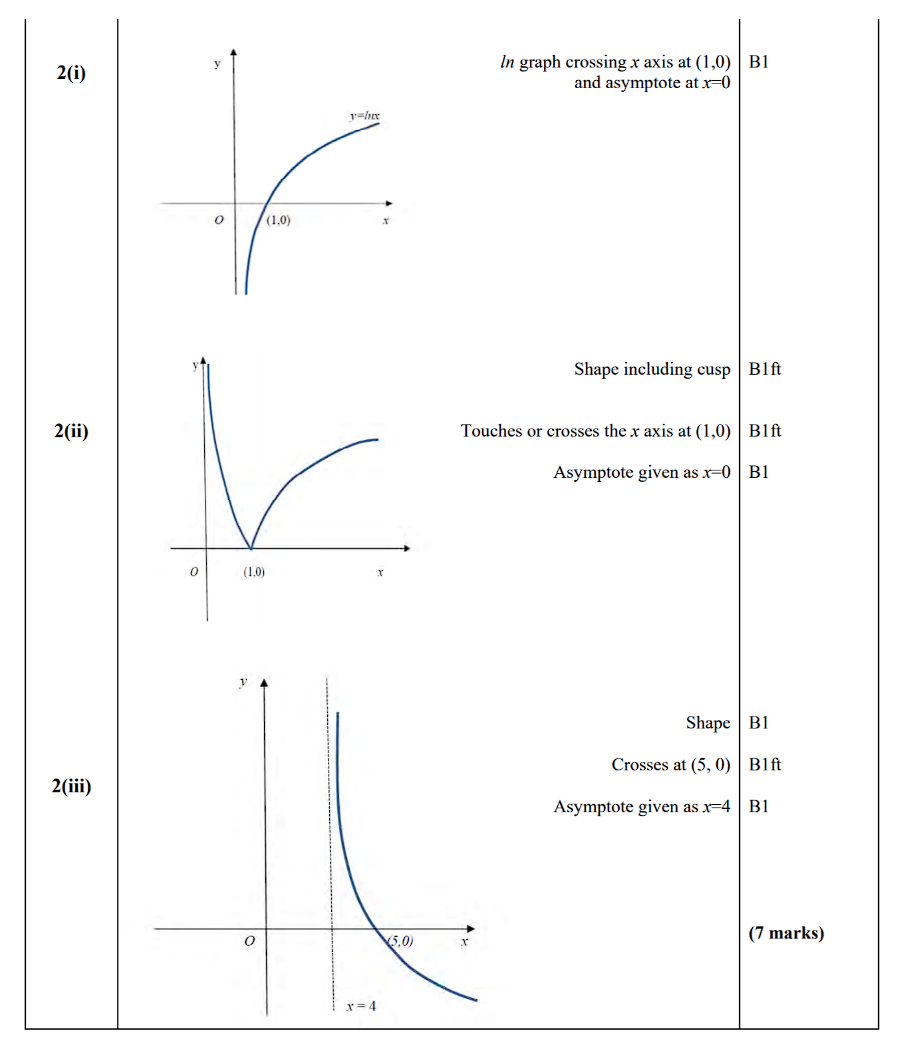 2(i)
y
ln graph crossing x axis at (1,0)
and asymptote at x=0
B1
y=lnx
O
(1,0)
x
2(ii)
y
Shape including cusp
B1ft
Touches or crosses the x axis at (1,0)
B1ft
Asymptote given as x=0
B1
O
(1,0)
x
2(iii)
y
Shape
B1
Crosses at (5, 0)
B1ft
Asymptote given as x=4
B1
O
(5,0)
x
(7 marks)
x = 4